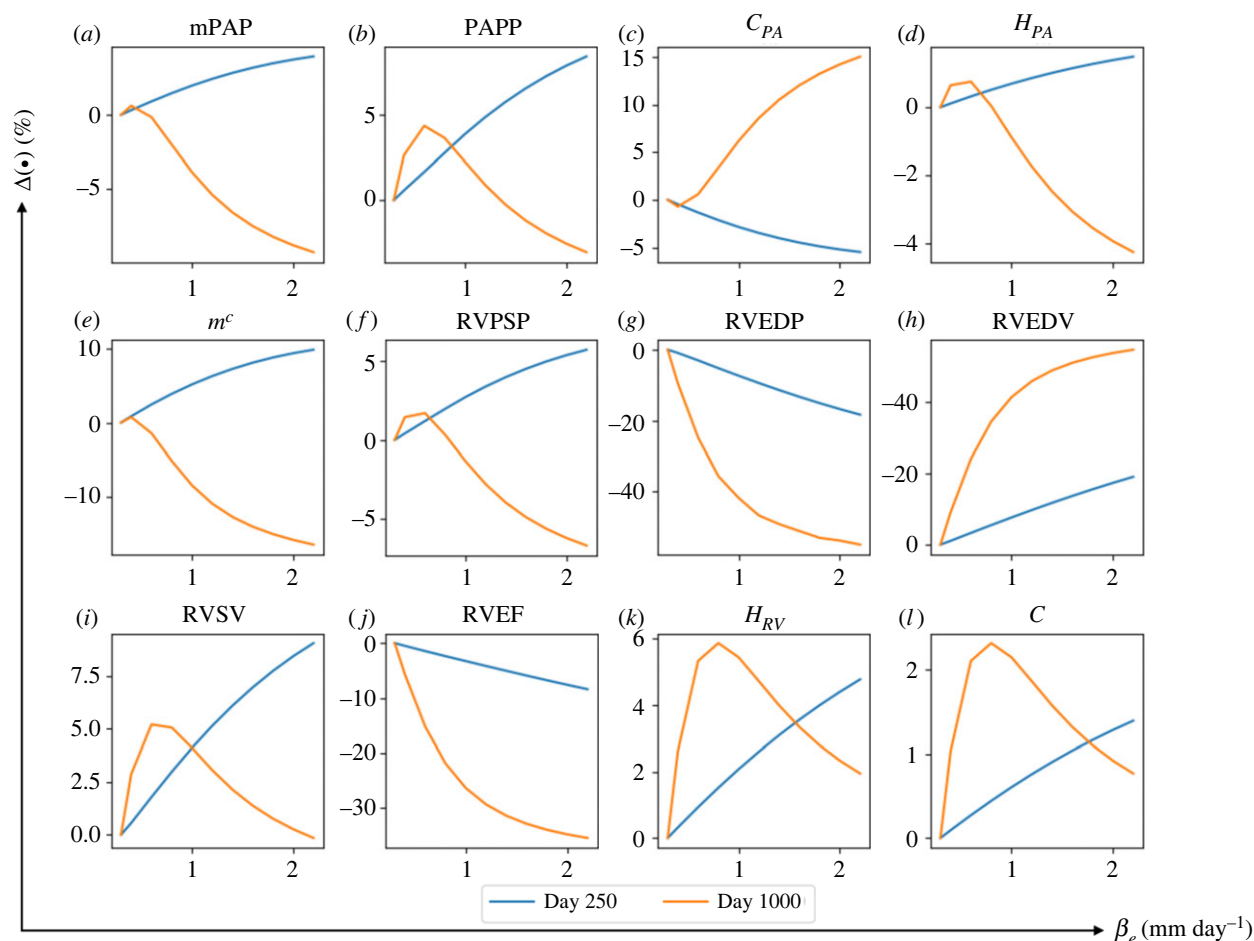 (a) mPAP (b) PAPP (c) C_PA (d) H_PA
0 −5 1 2
5 0 1 2
15 10 5 0 −5 1 2
0 −2 −4 1 2
(e) m^c (f) RVPSP (g) RVEDP (h) RVEDV
10 0 −10 1 2
5 0 −5 1 2
0 −20 −40 1 2
−40 −20 0 1 2
(i) RVSV (j) RVEF (k) H_RV (l) C
7.5 5.0 2.5 0.0 1 2
0 −10 −20 −30 1 2
6 4 2 0 1 2
2 1 0 1 2
Δ(•) (%)
Day 250 Day 1000
β_e (mm day⁻¹)